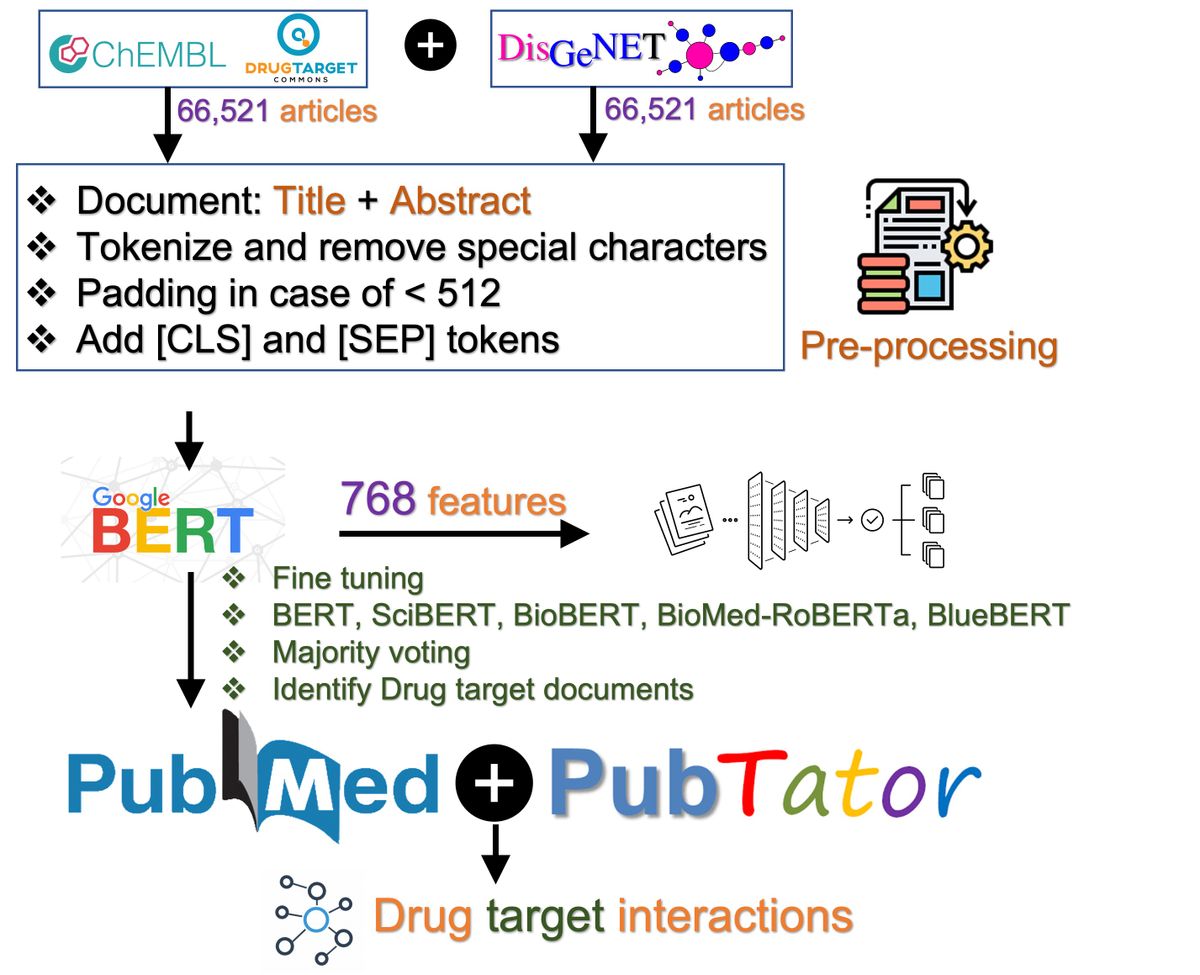 ChEMBL
DRUGTARGET
COMMONS
+
DisGeNET
66,521 articles
66,521 articles
❖ Document: Title + Abstract
❖ Tokenize and remove special characters
❖ Padding in case of < 512
❖ Add [CLS] and [SEP] tokens
Pre-processing
Google
BERT
768 features
❖ Fine tuning
❖ BERT, SciBERT, BioBERT, BioMed-RoBERTa, BlueBERT
❖ Majority voting
❖ Identify Drug target documents
PubMed + PubTator
Drug target interactions